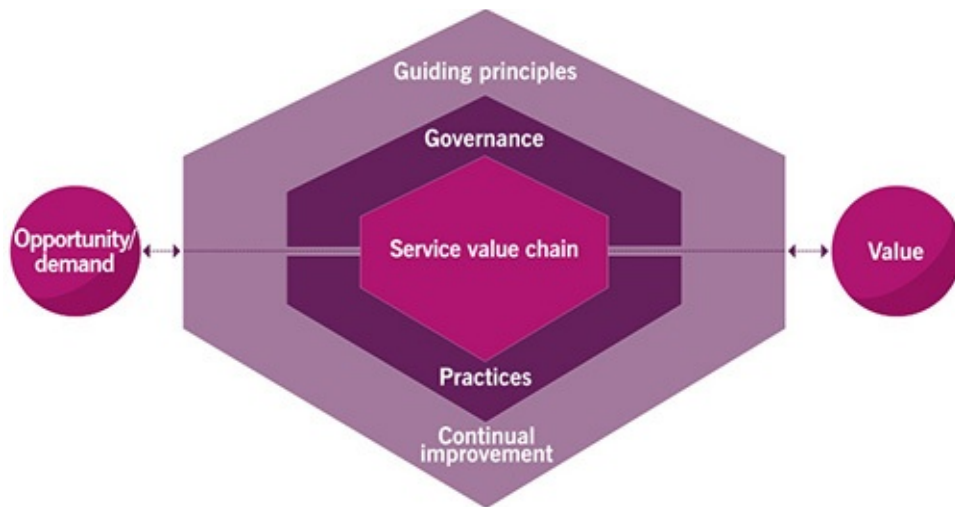 Guiding principles
Governance
Opportunity/
demand
Service value chain
Value
Practices
Continual
improvement